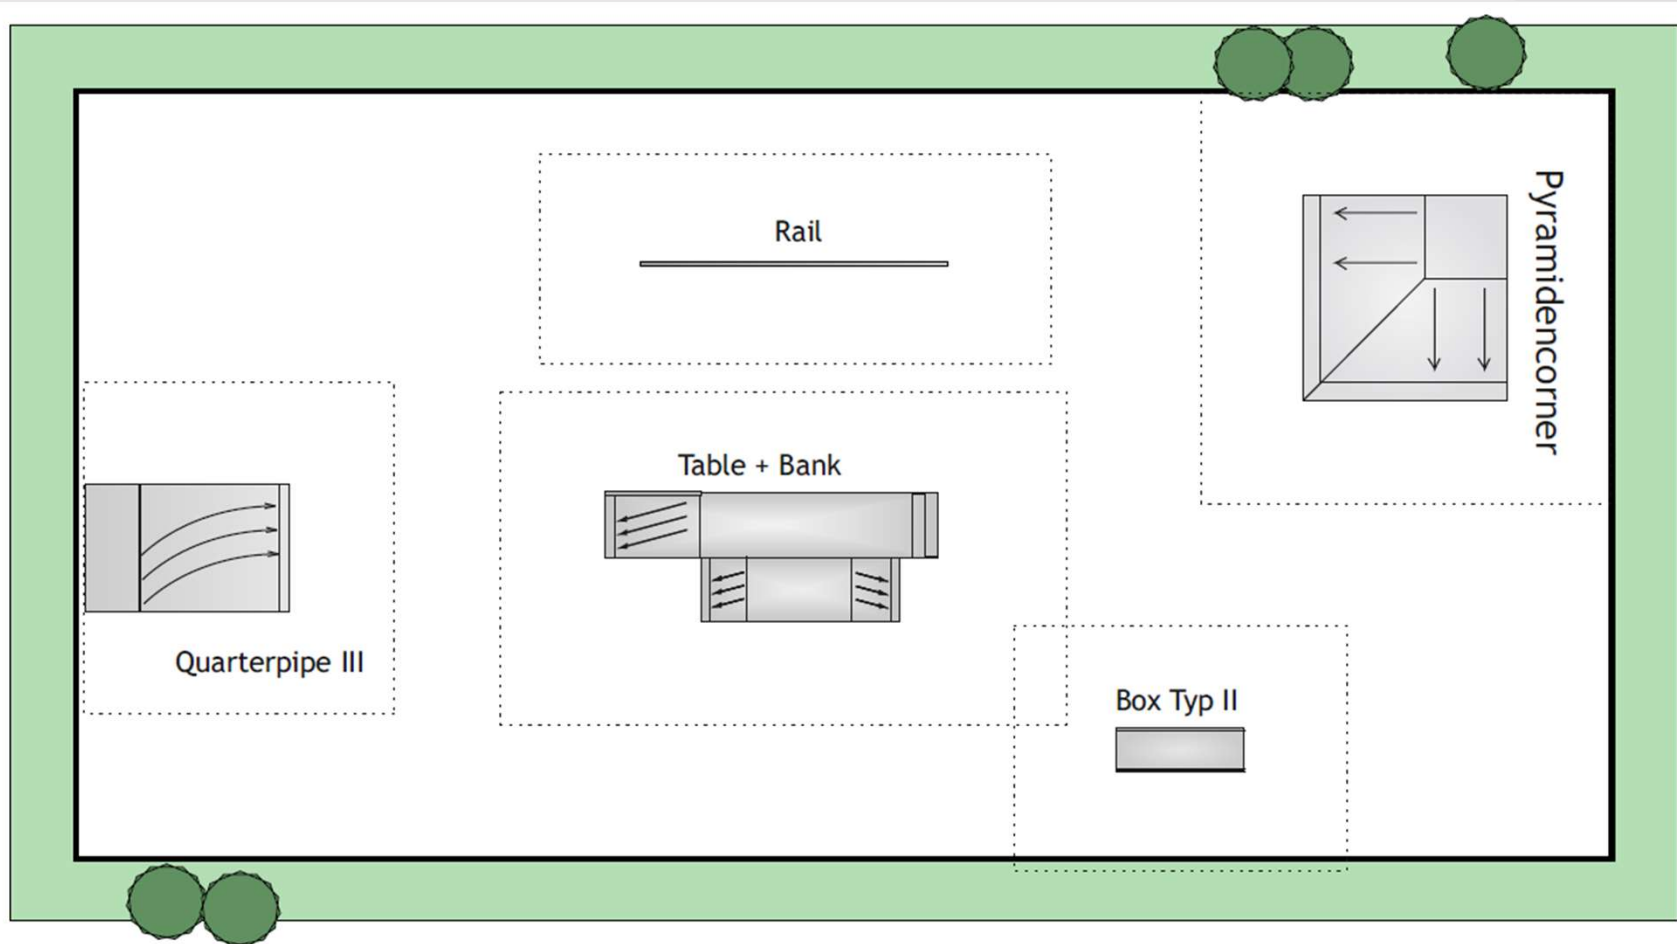 Rail
Pyramidencorner
Table + Bank
Quarterpipe III
Box Typ II